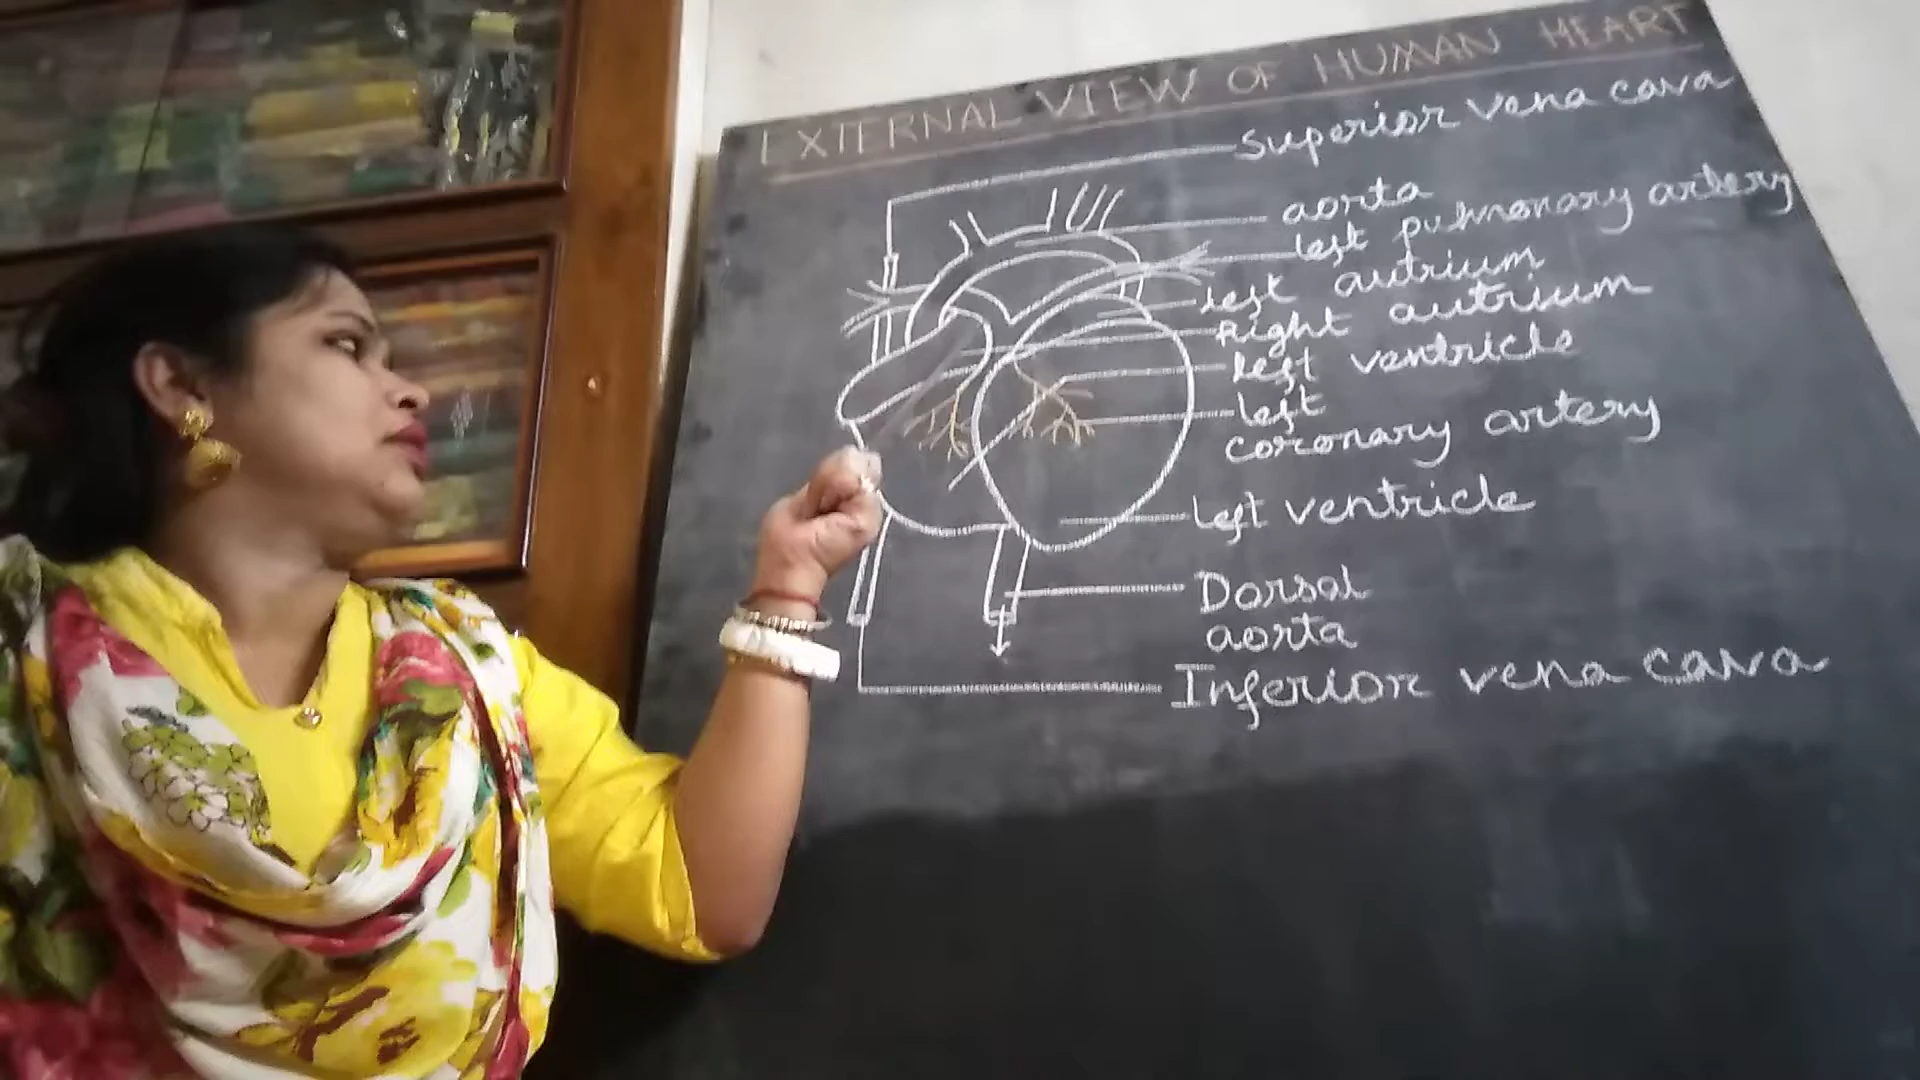 EXTERNAL VIEW OF HUMAN HEART
Superior vena cava
aorta
left pulmonary artery
left autrium
Right autrium
left ventricle
left
coronary artery
Left ventricle
Dorsal
aorta
Inferior vena cava